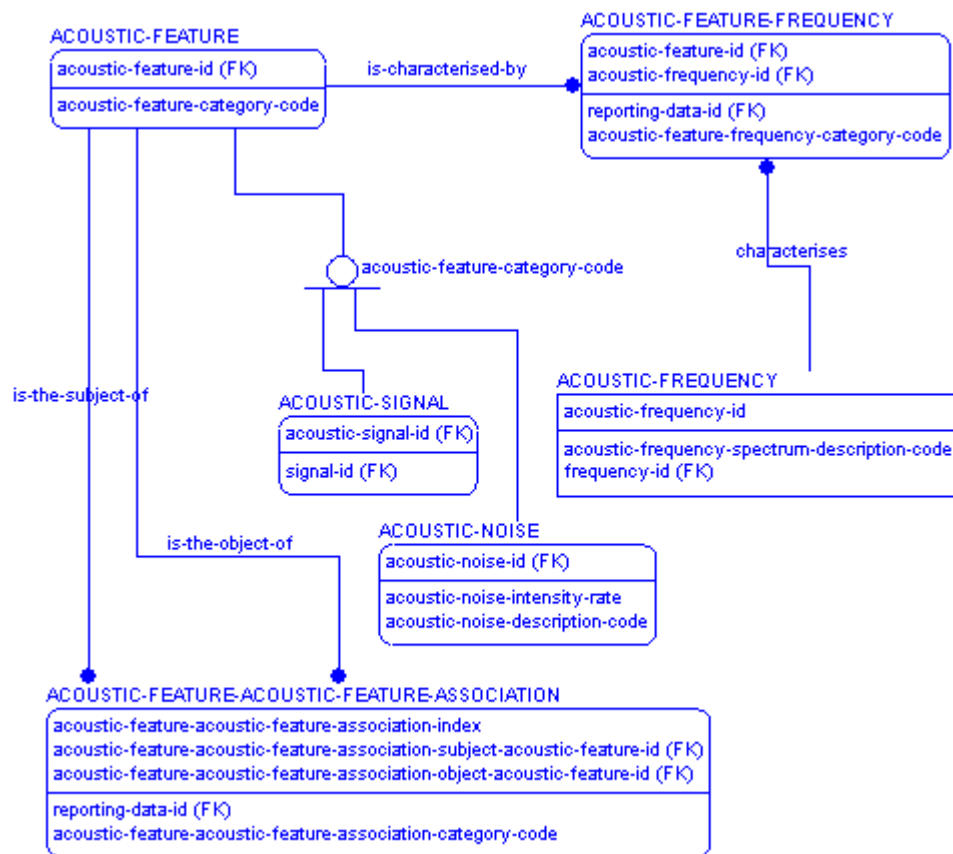 ACOUSTIC-FEATURE
acoustic-feature-id (FK)
acoustic-feature-category-code
is-characterised-by
ACOUSTIC-FEATURE-FREQUENCY
acoustic-feature-id (FK)
acoustic-frequency-id (FK)
reporting-data-id (FK)
acoustic-feature-frequency-category-code
acoustic-feature-category-code
characterises
is-the-subject-of
ACOUSTIC-SIGNAL
acoustic-signal-id (FK)
signal-id (FK)
ACOUSTIC-FREQUENCY
acoustic-frequency-id
acoustic-frequency-spectrum-description-code
frequency-id (FK)
is-the-object-of
ACOUSTIC-NOISE
acoustic-noise-id (FK)
acoustic-noise-intensity-rate
acoustic-noise-description-code
ACOUSTIC-FEATURE-ACOUSTIC-FEATURE-ASSOCIATION
acoustic-feature-acoustic-feature-association-index
acoustic-feature-acoustic-feature-association-subject-acoustic-feature-id (FK)
acoustic-feature-acoustic-feature-association-object-acoustic-feature-id (FK)
reporting-data-id (FK)
acoustic-feature-acoustic-feature-association-category-code